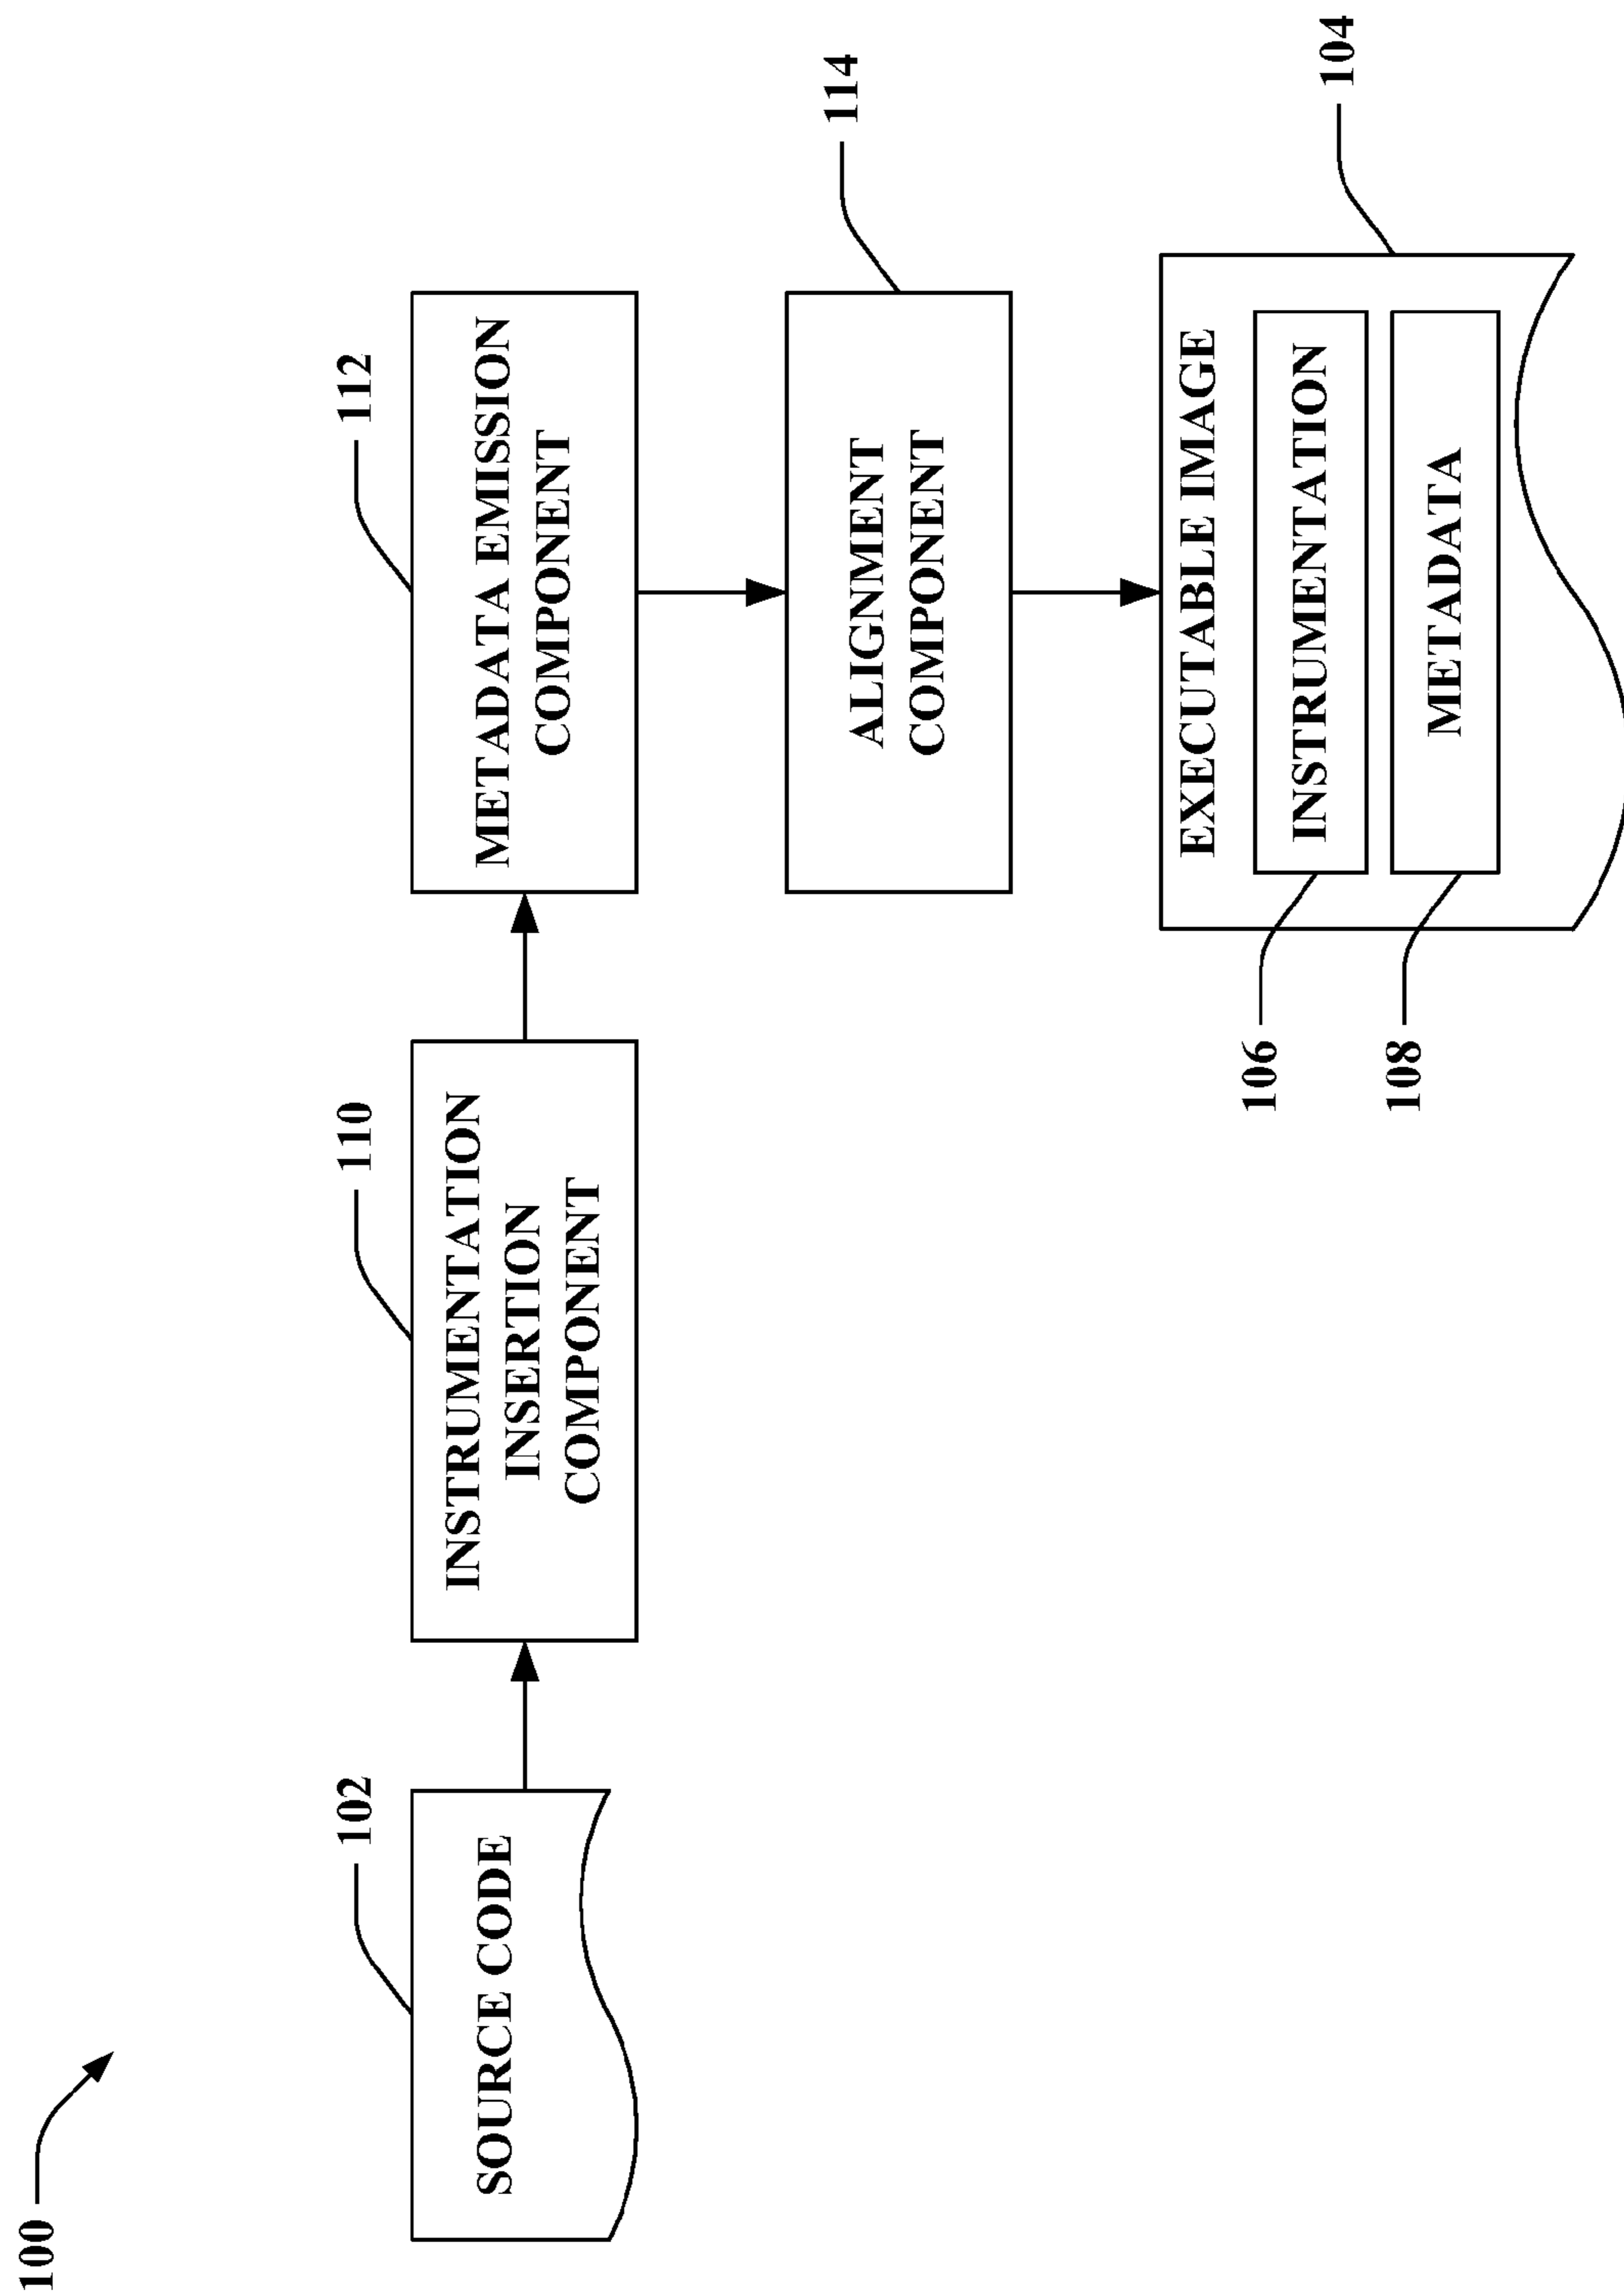 100
102
SOURCE CODE
110
INSTRUMENTATION
INSERTION
COMPONENT
112
METADATA EMISSION
COMPONENT
114
ALIGNMENT
COMPONENT
104
EXECUTABLE IMAGE
106
INSTRUMENTATION
108
METADATA